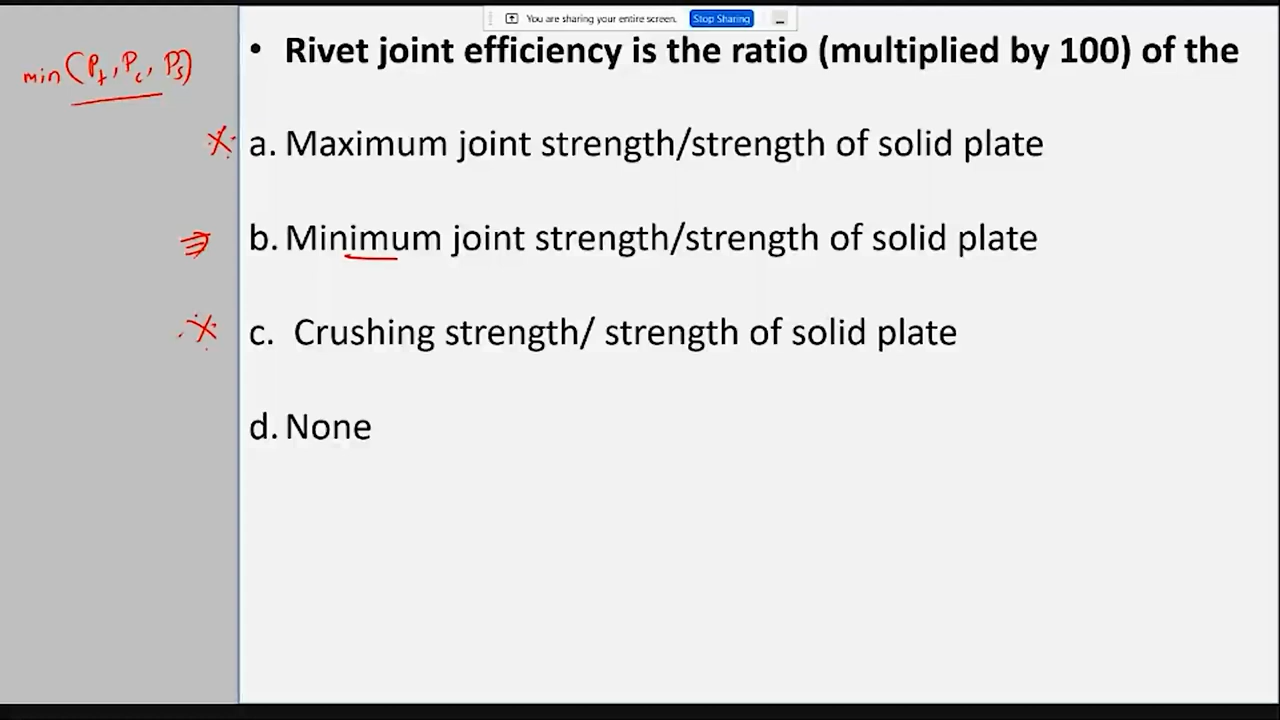 You are sharing your entire screen. Stop Sharing
min (Pt, Pc, Ps)
• Rivet joint efficiency is the ratio (multiplied by 100) of the
a. Maximum joint strength/strength of solid plate
b. Minimum joint strength/strength of solid plate
c. Crushing strength/ strength of solid plate
d. None